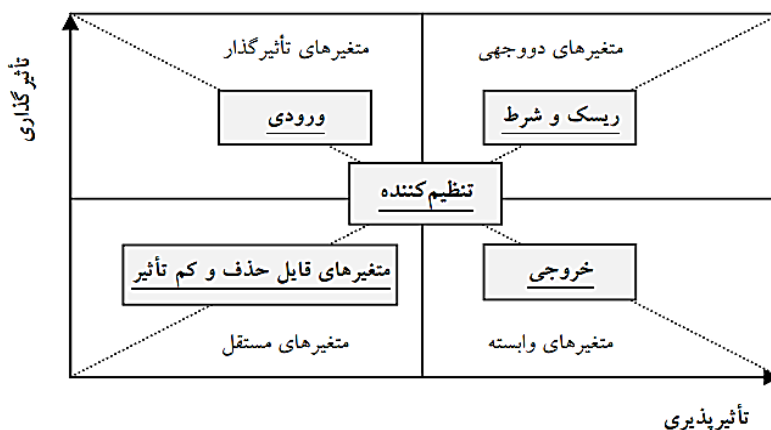 تأثیرگذاری
متغیرهای دووجهی
متغیرهای تأثیرگذار
ریسک و شرط
ورودی
تنظیم‌کننده
خروجی
متغیرهای قایل حذف و کم تأثیر
متغیرهای وابسته
متغیرهای مستقل
تأثیرپذیری